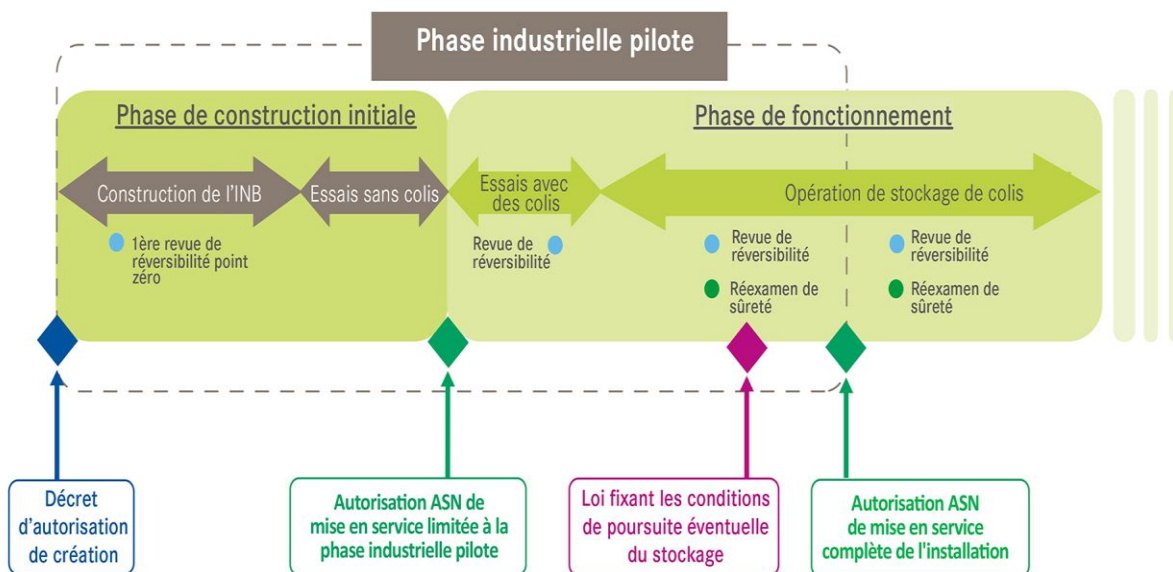 Phase industrielle pilote
Phase de construction initiale
Phase de fonctionnement
Construction de l'INB
Essais sans colis
Essais avec
des colis
Opération de stockage de colis
1ère revue de
réversibilité point
zéro
Revue de
réversibilité
Revue de
réversibilité
Réexamen de
sûreté
Revue de
réversibilité
Réexamen de
sûreté
Décret
d'autorisation
de création
Autorisation ASN de
mise en service limitée à la
phase industrielle pilote
Loi fixant les conditions
de poursuite éventuelle
du stockage
Autorisation ASN
de mise en service
complète de l'installation